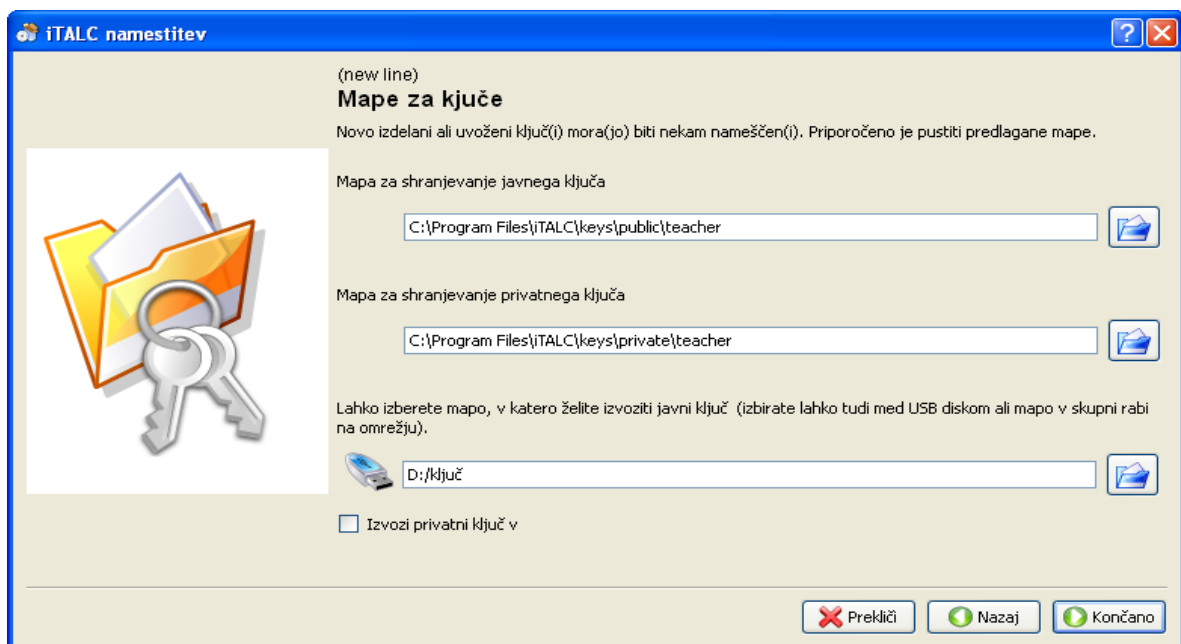 iTALC namestitev
(new line)
Mape za kjuče
Novo izdelani ali uvoženi ključ(i) mora(jo) biti nekam nameščen(i). Priporočeno je pustiti predlagane mape.
Mapa za shranjevanje javnega ključa
C:\Program Files\iTALC\keys\public\teacher
Mapa za shranjevanje privatnega ključa
C:\Program Files\iTALC\keys\private\teacher
Lahko izberete mapo, v katero želite izvoziti javni ključ (izbirate lahko tudi med USB diskom ali mapo v skupni rabi
na omrežju).
D:/ključ
Izvozi privatni ključ v
Prekliči
Nazaj
Končano